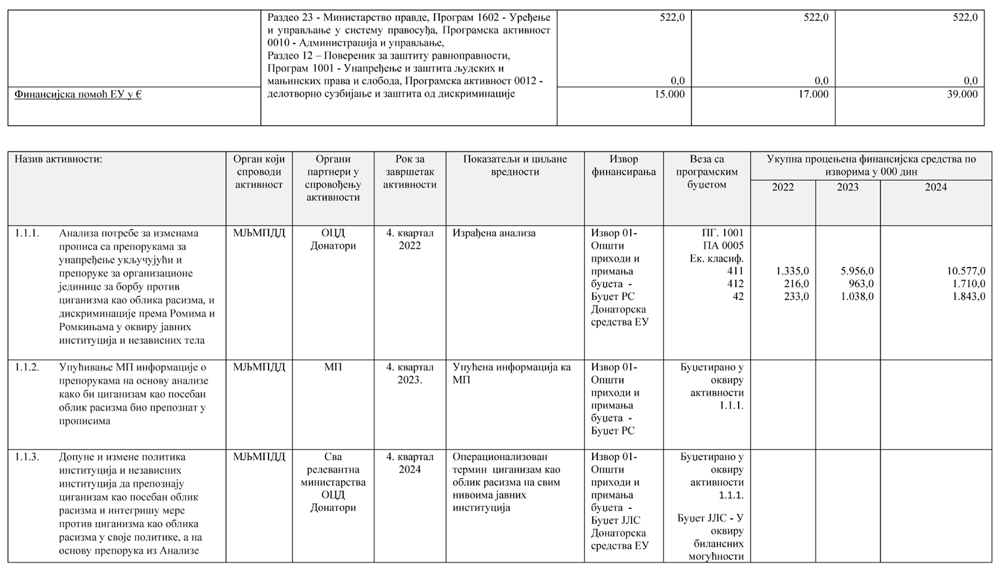 Раздео 23 - Министарство правде, Програм 1602 - Уређење 522,0 522,0 522,0
и управљање у систему правосуђа, Програмска активност
0010 - Администрација и управљање,
Раздео 12 – Повереник за заштиту равноправности,
Програм 1001 - Унапређење и заштита људских и
мањинских права и слобода, Програмска активност 0012 - 0,0 0,0 0,0
Финансијска помоћ ЕУ у € делотворно сузбијање и заштита од дискриминације 15.000 17.000 39.000
Назив активности:
Орган који
спроводи
активност
Органи
партнери у
спровођењу
активности
Рок за
завршетак
активности
Показатељи и циљане
вредности
Извор
финансирања
Веза са
програмским
буџетом
Укупна процењена финансијска средства по
изворима у 000 дин
2022 2023 2024
1.1.1. Анализа потребе за изменама
прописа са препорукама за
унапређење укључујући и
препоруке за организационе
јединице за борбу против
циганизма као облика расизма, и
дискриминације према Ромима и
Ромкињама у оквиру јавних
институција и независних тела
МЉМПДД
ОЦД
Донатори
4. квартал
2022
Израђена анализа
Извор 01-
Општи
приходи и
примања
буџета -
Буџет РС
Донаторска
средства ЕУ
ПГ. 1001
ПА 0005
Ек. класиф.
411 1.335,0 5.956,0 10.577,0
412 216,0 963,0 1.710,0
42 233,0 1.038,0 1.843,0
1.1.2. Упућивање МП информације о
препорукама на основу анализе
како би циганизам као посебан
облик расизма био препознат у
прописима
МЉМПДД
МП
4. квартал
2023.
Упућена информација ка
МП
Извор 01-
Општи
приходи и
примања
буџета -
Буџет РС
Буџетирано у
оквиру
активности
1.1.1.
1.1.3. Допуне и измене политика
институција и независних
институција да препознају
циганизам као посебан облик
расизма и интегришу мере
против циганизма као облика
расизма у своје политике, а на
основу препорука из Анализе
МЉМПДД
Сва
релевантна
министарства
ОЦД
Донатори
4. квартал
2024
Операционализован
термин циганизам као
облик расизма на свим
нивоима јавних
институција
Извор 01-
Општи
приходи и
примања
буџета -
Буџет ЈЛС
Донаторска
средства ЕУ
Буџетирано у
оквиру
активности
1.1.1.
Буџет ЈЛС - У
оквиру
билансних
могућности